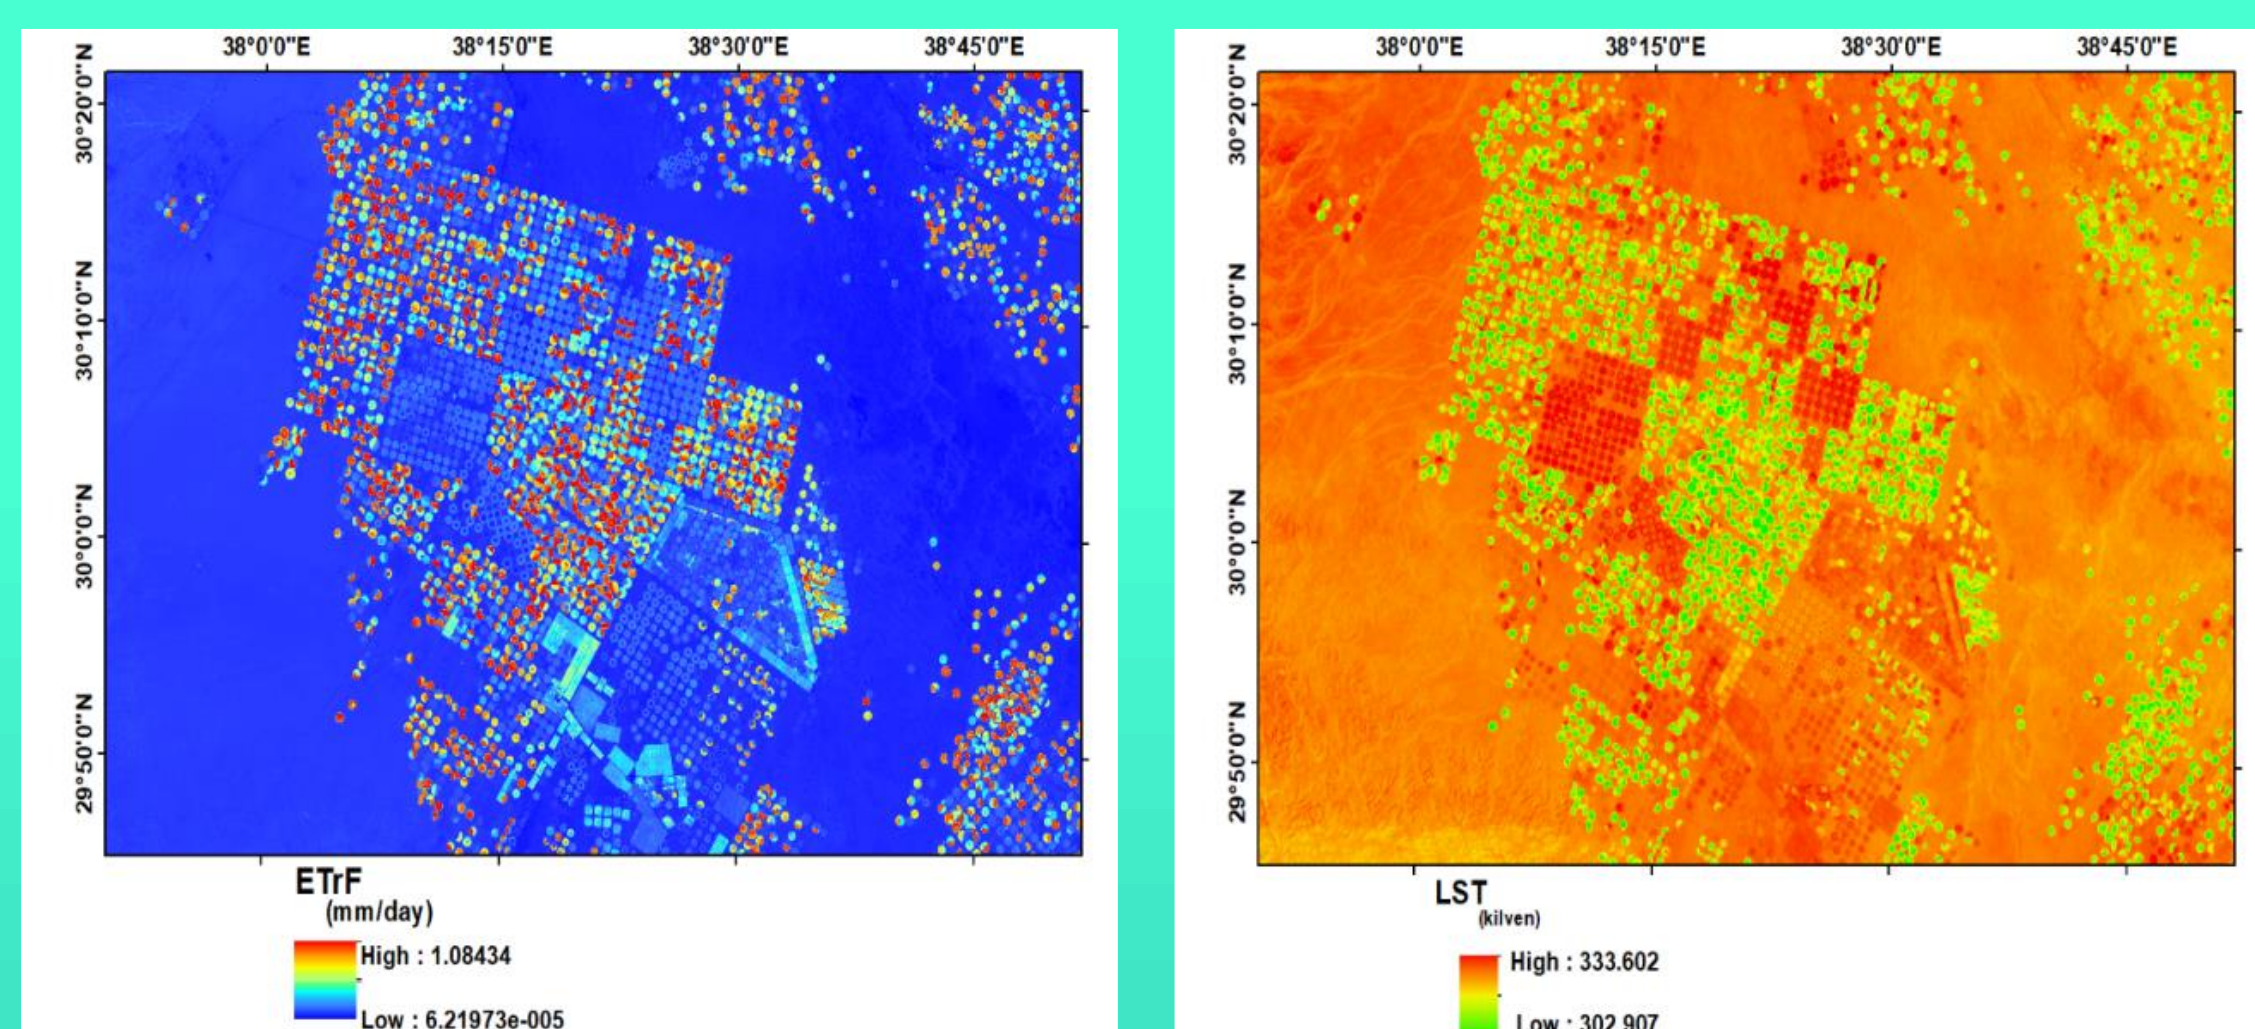 38°0'0"E 38°15'0"E 38°30'0"E 38°45'0"E
30°20'0"N
30°10'0"N
30°0'0"N
29°50'0"N
ETrF
(mm/day)
High : 1.08434
Low : 6.21973e-005
38°0'0"E 38°15'0"E 38°30'0"E 38°45'0"E
30°20'0"N
30°10'0"N
30°0'0"N
29°50'0"N
LST
(kilven)
High : 333.602
Low : 302.907